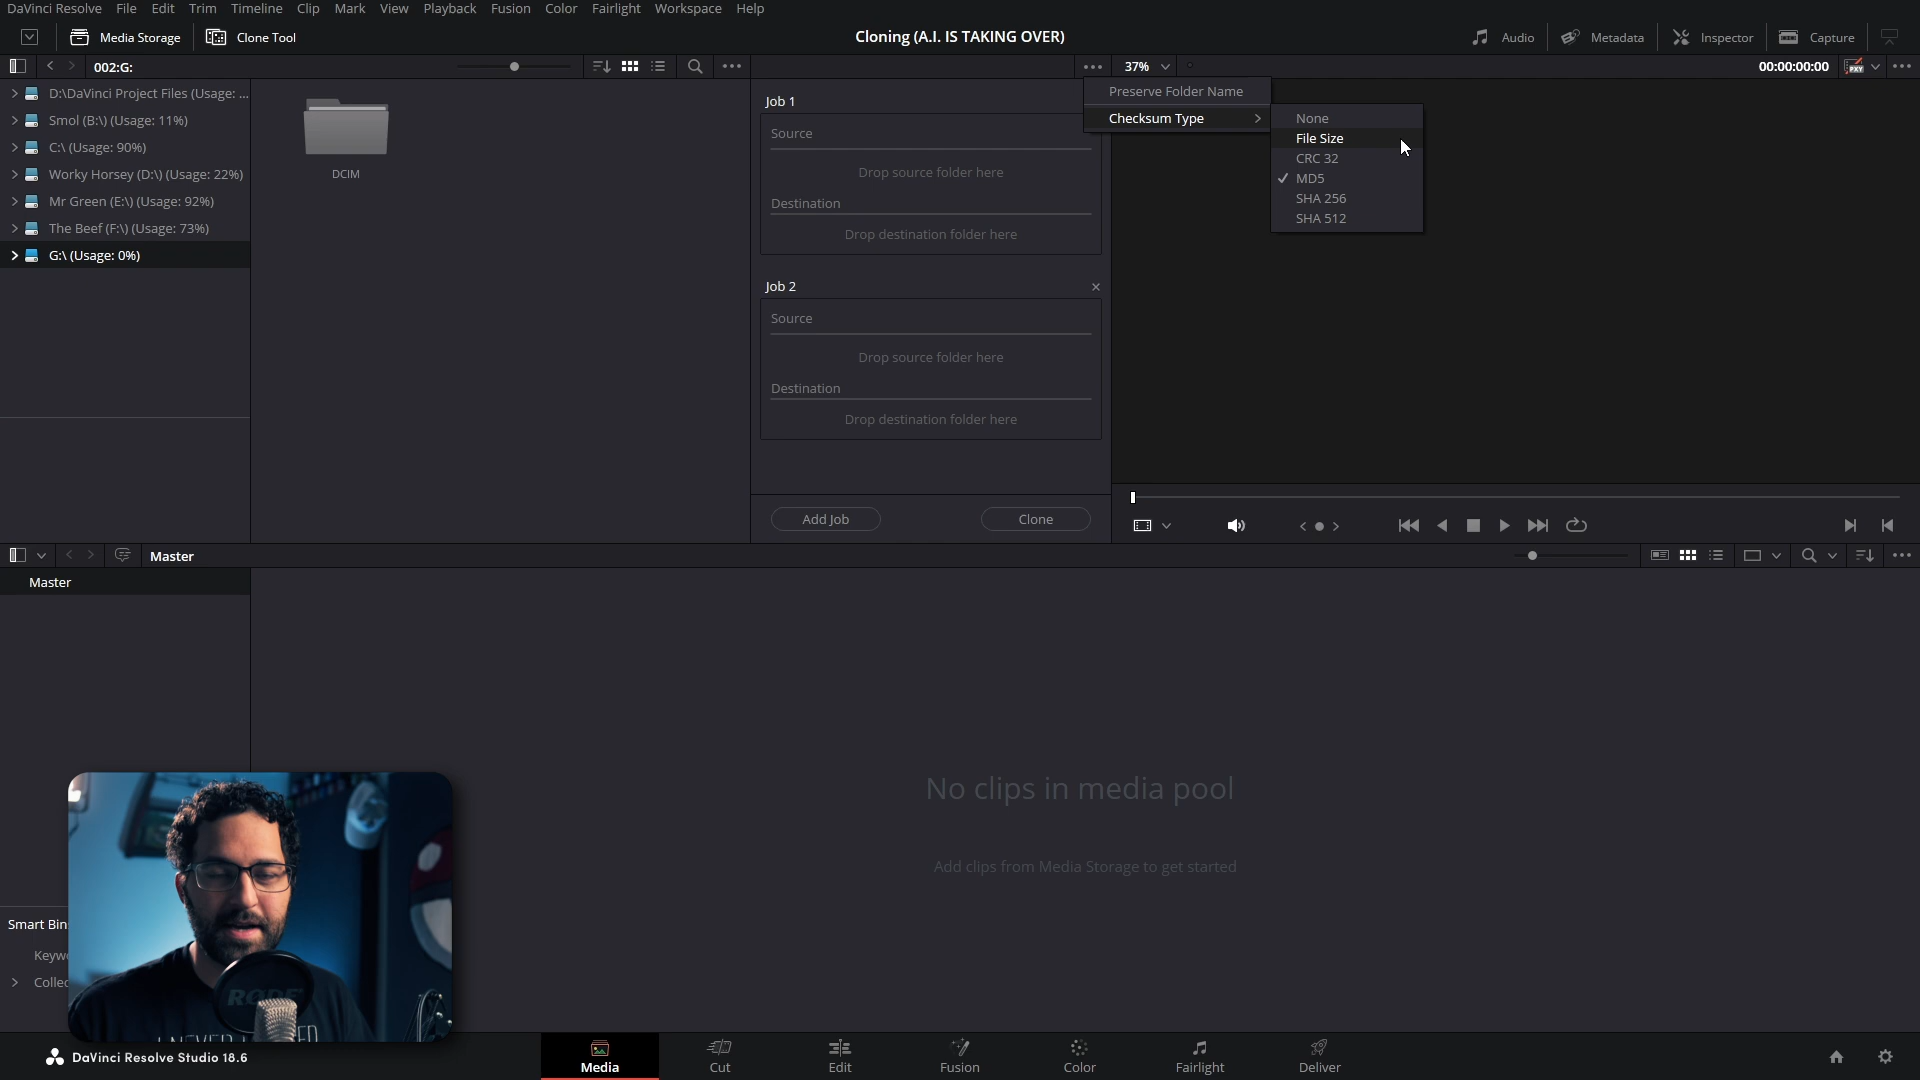 DaVinci Resolve File Edit Trim Timeline Clip Mark View Playback Fusion Color Fairlight Workspace Help
Media Storage Clone Tool Cloning (A.I. IS TAKING OVER) Audio Metadata Inspector Capture
002:G: 37% 00:00:00:00
D:\DaVinci Project Files (Usage: ...
Smol (B:\) (Usage: 11%)
C:\ (Usage: 90%)
Worky Horsey (D:\) (Usage: 22%)
Mr Green (E:\) (Usage: 92%)
The Beef (F:\) (Usage: 73%)
G:\ (Usage: 0%)
DCIM
Job 1
Source
Drop source folder here
Destination
Drop destination folder here
Job 2
Source
Drop source folder here
Destination
Drop destination folder here
Add Job Clone
Preserve Folder Name
Checksum Type
None
File Size
CRC 32
MD5
SHA 256
SHA 512
Master
Master
No clips in media pool
Add clips from Media Storage to get started
Smart Bin
Keywo
Collec
RØDE
DaVinci Resolve Studio 18.6
Media Cut Edit Fusion Color Fairlight Deliver